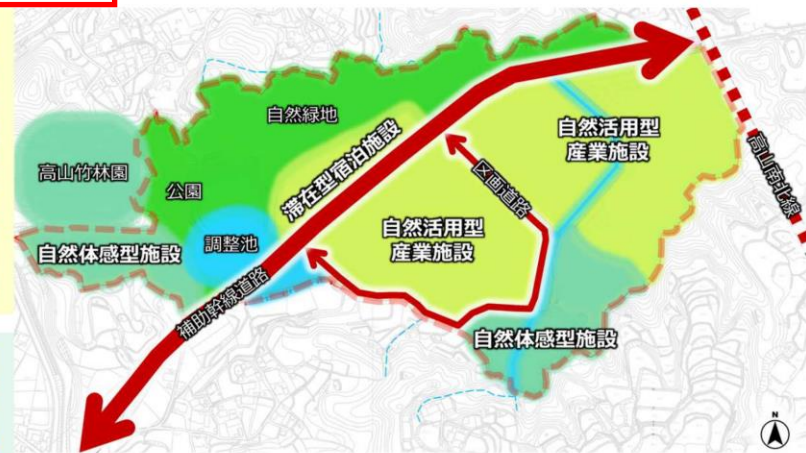 自然緑地
高山竹林園
公園
滞在型宿泊施設
自然活用型
産業施設
区画道路
高山南北線
自然体感型施設
調整池
自然活用型
産業施設
補助幹線道路
自然体感型施設
N